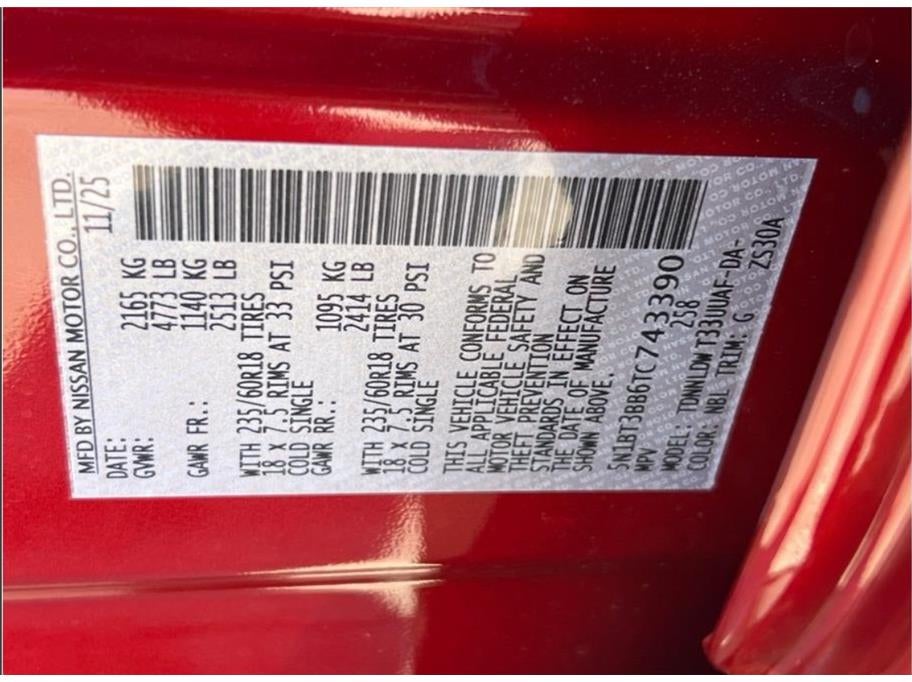 MFD BY NISSAN MOTOR CO., LTD.
DATE: 11/25
GVWR: 2165 KG
4773 LB
GAWR FR.: 1140 KG
2513 LB
WITH 235/60R18 TIRES
18 X 7.5 RIMS AT 33 PSI
COLD SINGLE
GAWR RR.: 1095 KG
2414 LB
WITH 235/60R18 TIRES
18 X 7.5 RIMS AT 30 PSI
COLD SINGLE
THIS VEHICLE CONFORMS TO
ALL APPLICABLE FEDERAL
MOTOR VEHICLE SAFETY AND
THEFT PREVENTION
STANDARDS IN EFFECT ON
THE DATE OF MANUFACTURE
SHOWN ABOVE.
5N1BT3BB6TC743390
MPV 258
MODEL: TDMNLDW T33UUAF-DA-
COLOR: NBL TRIM: G ZS30A